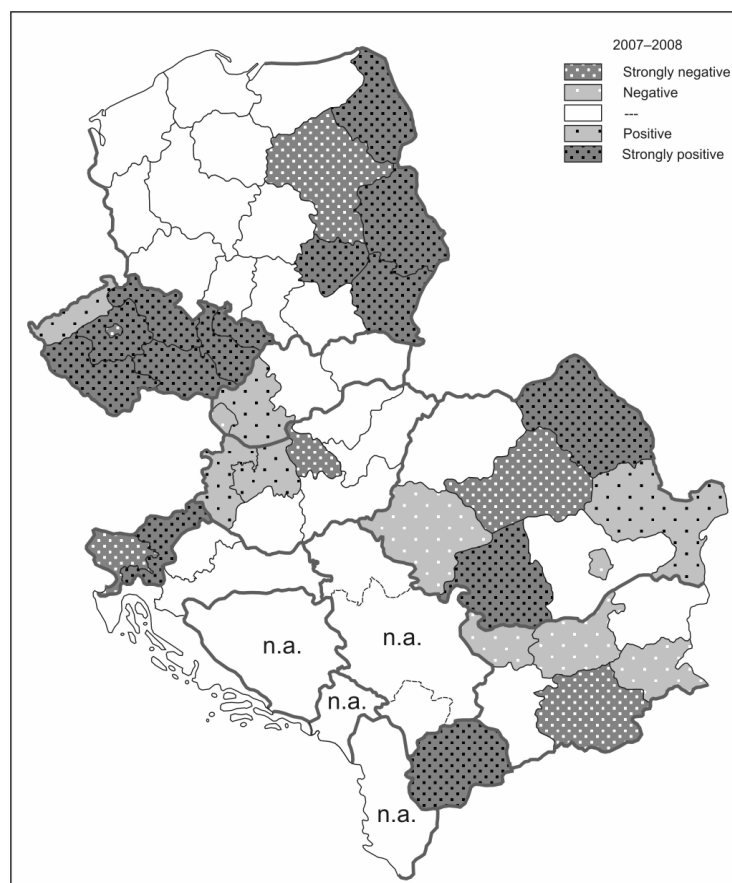 2007–2008
Strongly negative
Negative
---
Positive
Strongly positive
n.a.
n.a.
n.a.
n.a.